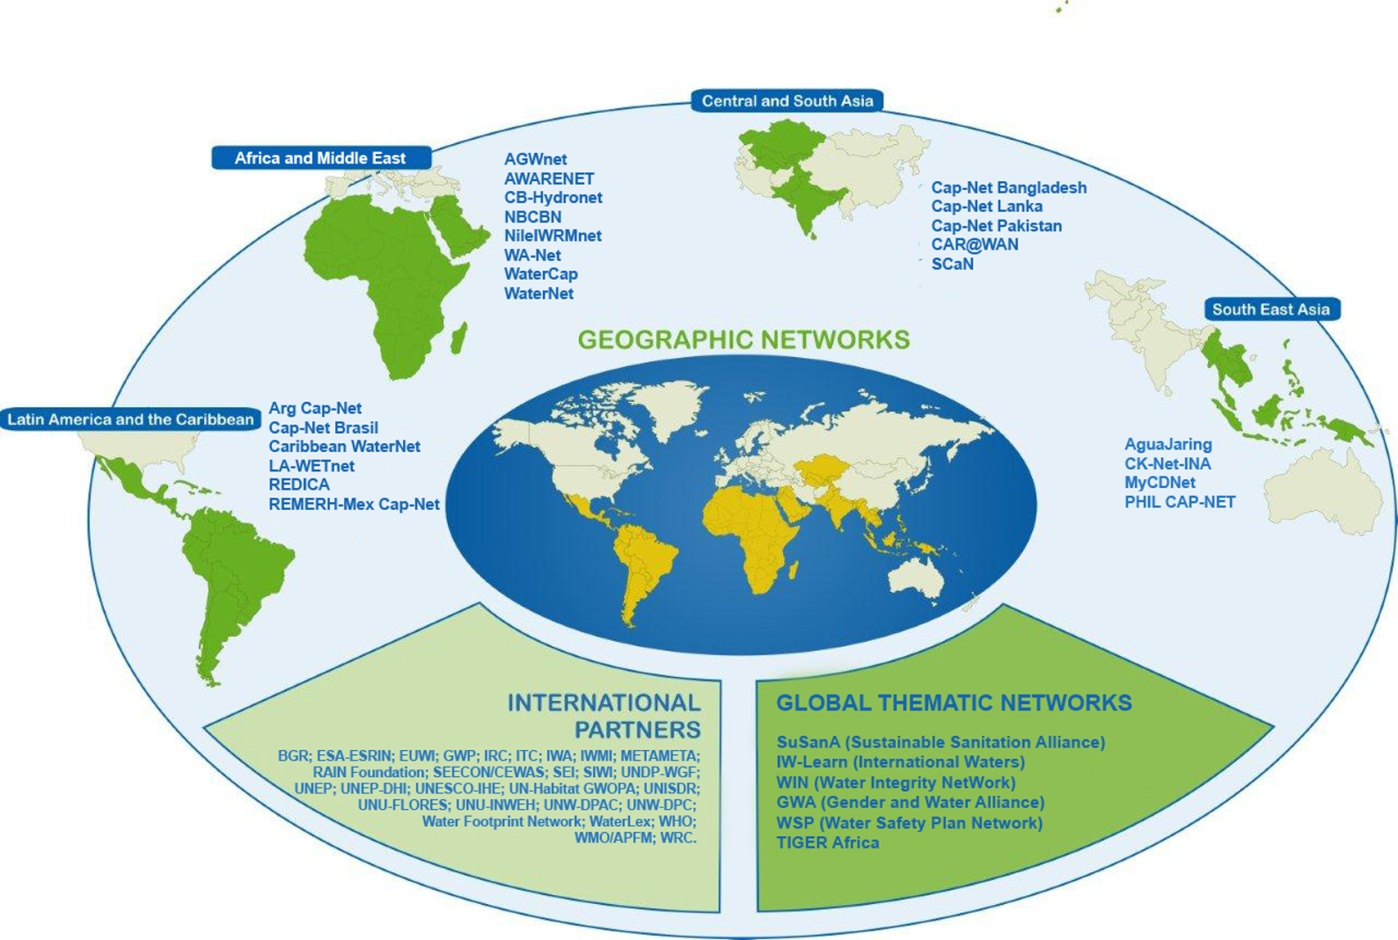 Central and South Asia
Africa and Middle East
AGWnet
AWARENET
CB-Hydronet
NBCBN
NileIWRMnet
WA-Net
WaterCap
WaterNet
Cap-Net Bangladesh
Cap-Net Lanka
Cap-Net Pakistan
CAR@WAN
SCaN
South East Asia
GEOGRAPHIC NETWORKS
Latin America and the Caribbean
Arg Cap-Net
Cap-Net Brasil
Caribbean WaterNet
LA-WETnet
REDICA
REMERH-Mex Cap-Net
AguaJaring
CK-Net-INA
MyCDNet
PHIL CAP-NET
INTERNATIONAL
PARTNERS
BGR; ESA-ESRIN; EUWI; GWP; IRC; ITC; IWA; IWMI; METAMETA;
RAIN Foundation; SEECON/CEWAS; SEI; SIWI; UNDP-WGF;
UNEP; UNEP-DHI; UNESCO-IHE; UN-Habitat GWOPA; UNISDR;
UNU-FLORES; UNU-INWEH; UNW-DPAC; UNW-DPC;
Water Footprint Network; WaterLex; WHO;
WMO/APFM; WRC.
GLOBAL THEMATIC NETWORKS
SuSanA (Sustainable Sanitation Alliance)
IW-Learn (International Waters)
WIN (Water Integrity NetWork)
GWA (Gender and Water Alliance)
WSP (Water Safety Plan Network)
TIGER Africa